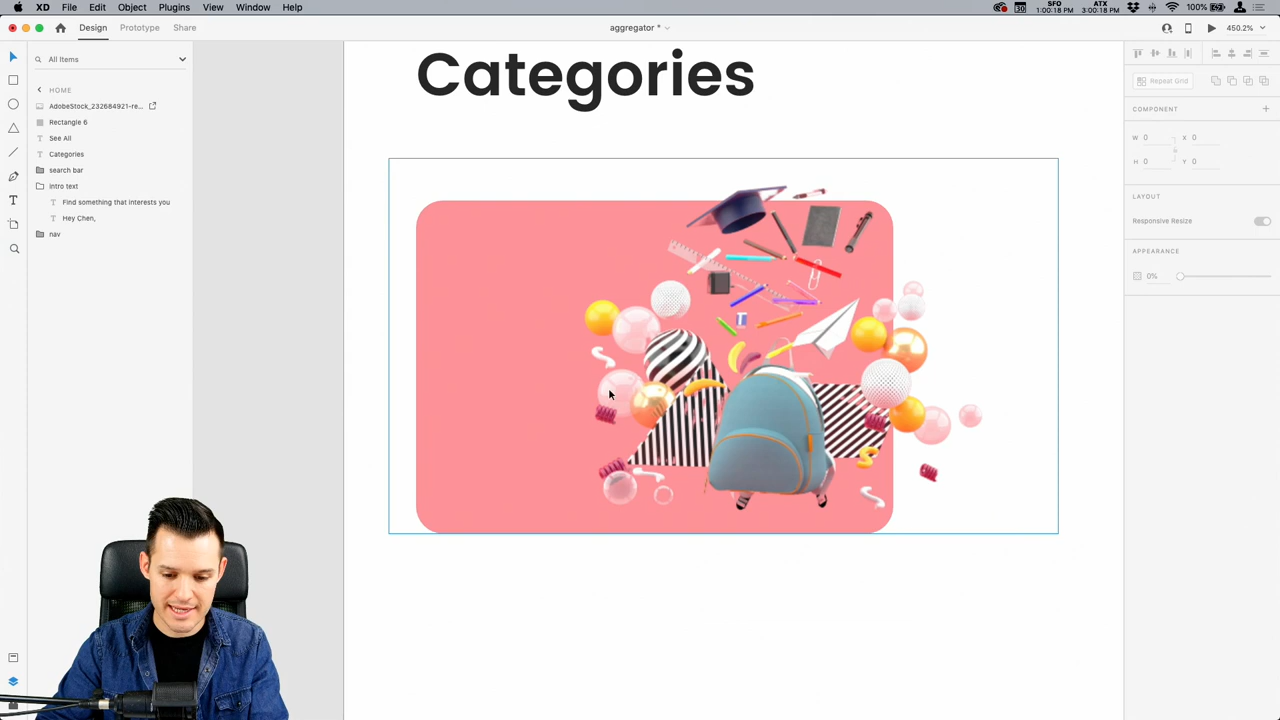 XD File Edit Object Plugins View Window Help
SFO ATX
1:00:18 PM 3:00:18 PM 100%
Design Prototype Share
aggregator *
450.2%
All Items
HOME
AdobeStock_232684921-re...
Rectangle 6
See All
Categories
search bar
intro text
Find something that interests you
Hey Chen,
nav
Categories
Repeat Grid
COMPONENT
W 0 X 0
H 0 Y 0
LAYOUT
Responsive Resize
APPEARANCE
0%